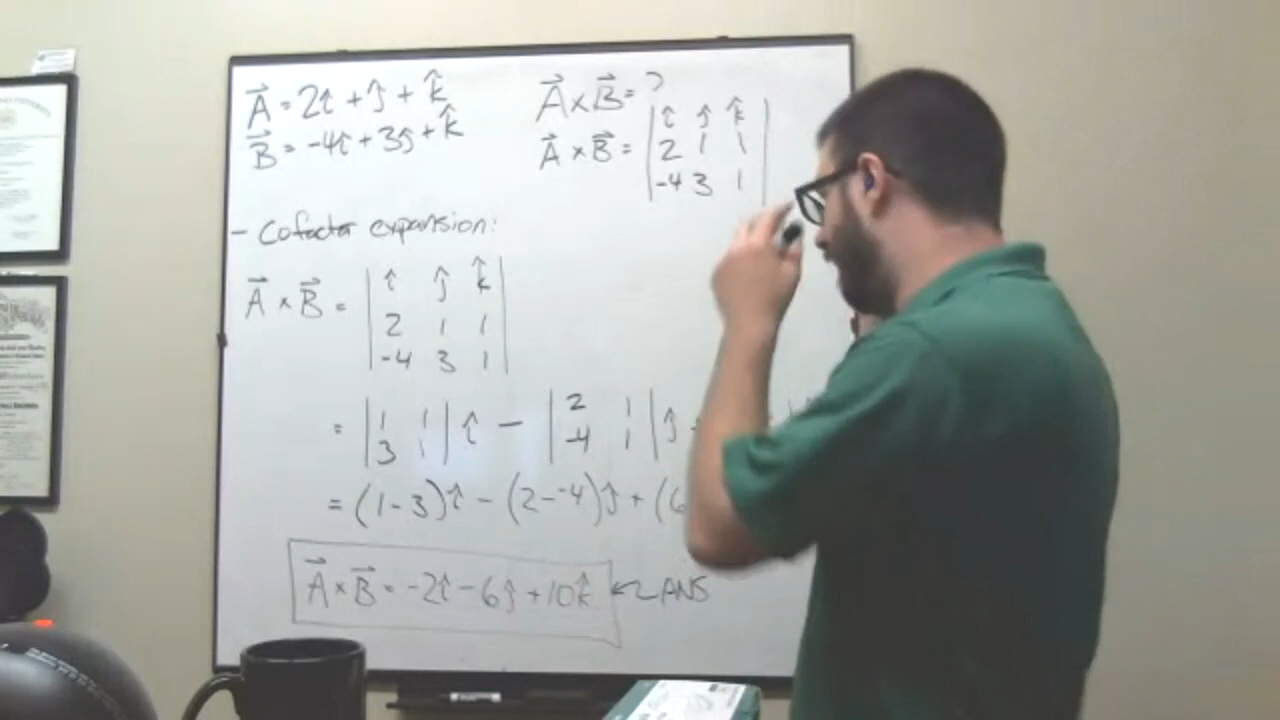 A⃗ = 2î + ĵ + k̂
B⃗ = -4î + 3ĵ + k̂
A⃗ × B⃗ = ?
A⃗ × B⃗ = | î ĵ k̂ |
| 2 1 1 |
| -4 3 1 |
- Cofactor expansion:
A⃗ × B⃗ = | î ĵ k̂ |
| 2 1 1 |
| -4 3 1 |
= | 1 1 | î - | 2 1 | ĵ
| 3 1 | | -4 1 |
= (1-3)î - (2--4)ĵ + (6
A⃗ × B⃗ = -2î - 6ĵ + 10k̂ ← ANS